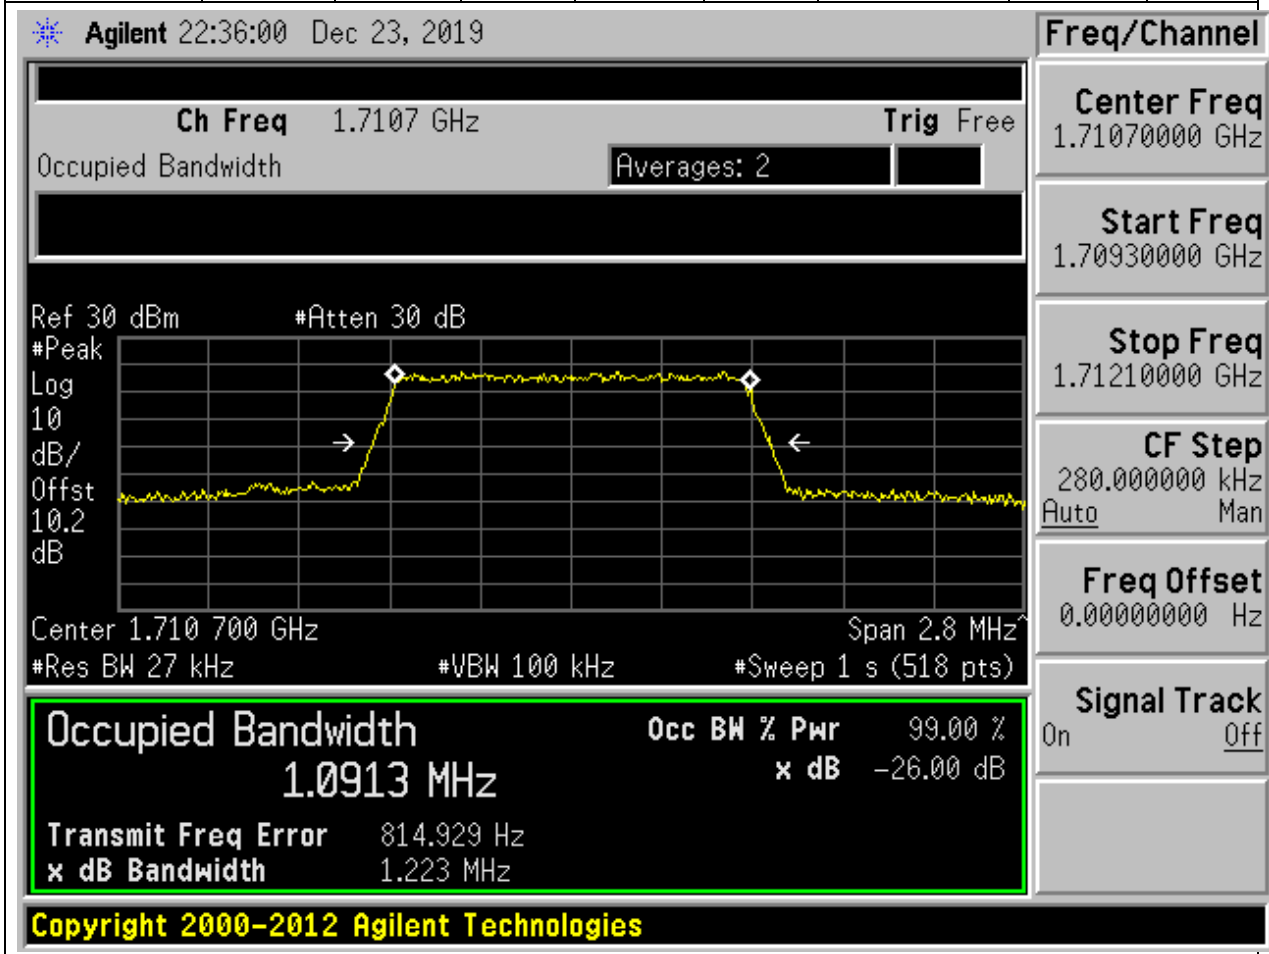 Agilent 22:36:00 Dec 23, 2019
Freq/Channel
Ch Freq 1.7107 GHz Trig Free
Occupied Bandwidth Averages: 2
Center Freq
1.71070000 GHz
Start Freq
1.70930000 GHz
Stop Freq
1.71210000 GHz
CF Step
280.000000 kHz
Auto Man
Freq Offset
0.00000000 Hz
Signal Track
On Off
Ref 30 dBm #Atten 30 dB
#Peak
Log
10
dB/
Offst
10.2
dB
Center 1.710 700 GHz Span 2.8 MHz^
#Res BW 27 kHz #VBW 100 kHz #Sweep 1 s (518 pts)
Occupied Bandwidth Occ BW % Pwr 99.00 %
1.0913 MHz x dB -26.00 dB
Transmit Freq Error 814.929 Hz
x dB Bandwidth 1.223 MHz
Copyright 2000-2012 Agilent Technologies